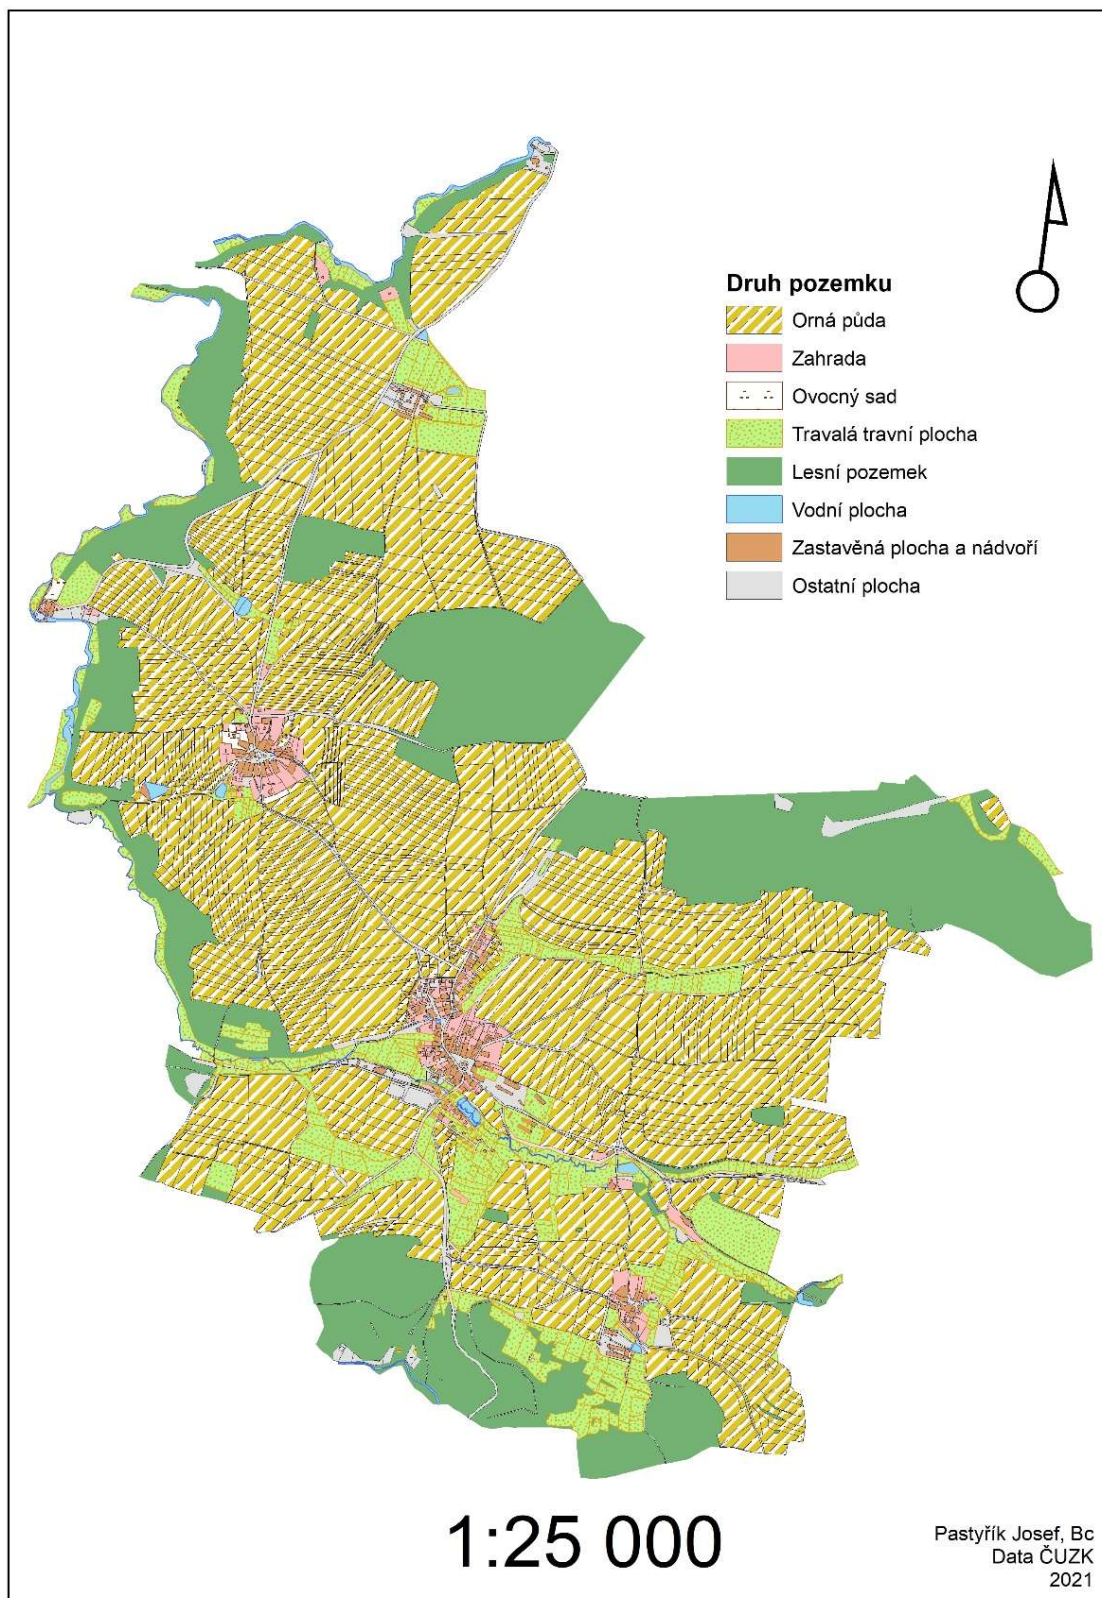 Druh pozemku
Orná půda
Zahrada
Ovocný sad
Travalá travní plocha
Lesní pozemek
Vodní plocha
Zastavěná plocha a nádvoří
Ostatní plocha
1:25 000
Pastyřík Josef, Bc
Data ČUZK
2021